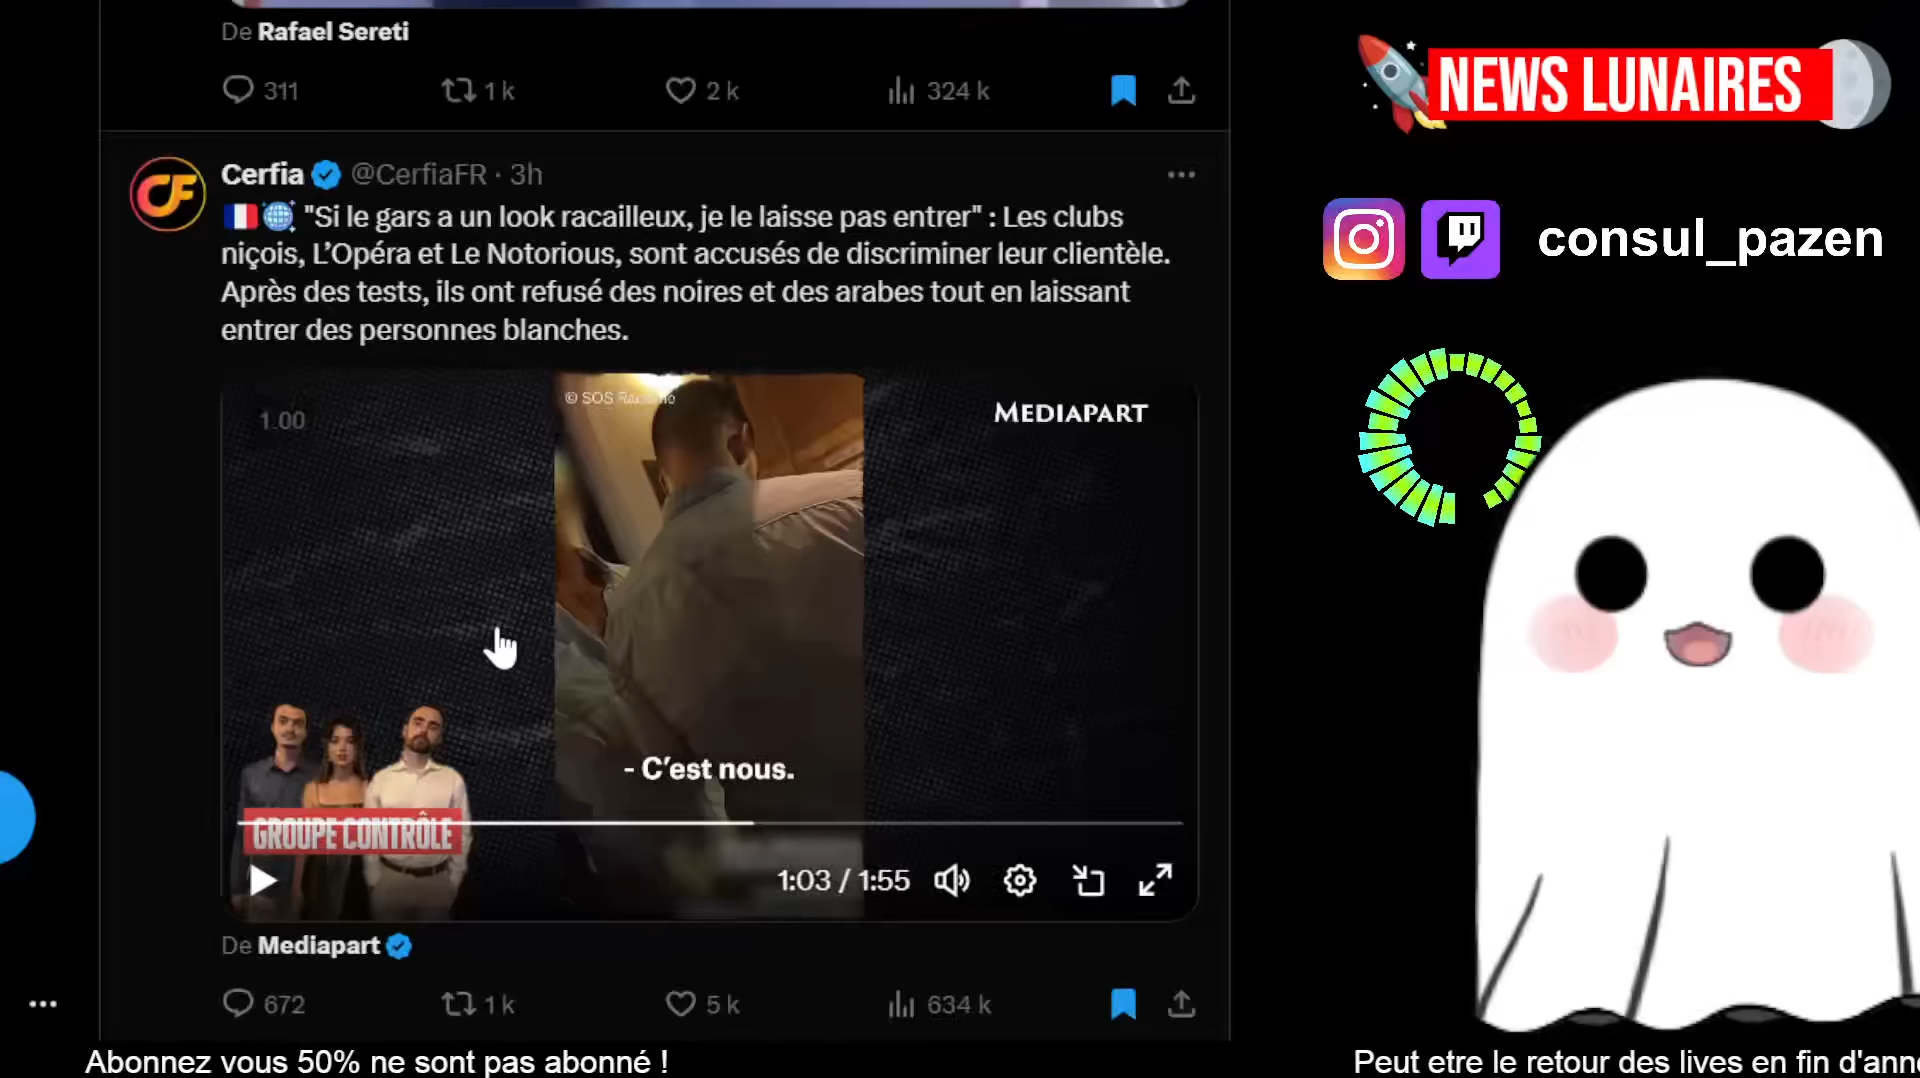 De Rafael Sereti
311 1 k 2 k 324 k
NEWS LUNAIRES
Cerfia @CerfiaFR · 3h
"Si le gars a un look racailleux, je le laisse pas entrer" : Les clubs
niçois, L'Opéra et Le Notorious, sont accusés de discriminer leur clientèle.
Après des tests, ils ont refusé des noires et des arabes tout en laissant
entrer des personnes blanches.
consul_pazen
© SOS Racisme
1.00
MEDIAPART
- C'est nous.
GROUPE CONTRÔLE
1:03 / 1:55
De Mediapart
672 1 k 5 k 634 k
Abonnez vous 50% ne sont pas abonné !
Peut etre le retour des lives en fin d'anné